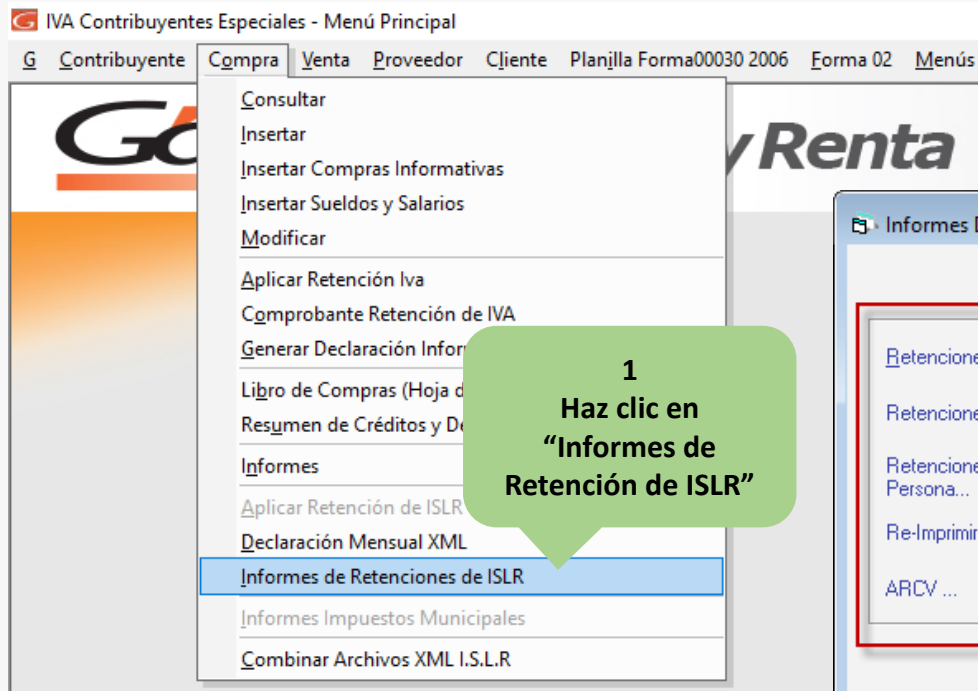 IVA Contribuyentes Especiales - Menú Principal
G Contribuyente Compra Venta Proveedor Cliente Planilla Forma00030 2006 Forma 02 Menús
y Renta
Consultar
Insertar
Insertar Compras Informativas
Insertar Sueldos y Salarios
Modificar
Aplicar Retención Iva
Comprobante Retención de IVA
Generar Declaración
Libro de Compras (Hoja
Resumen de Créditos y
Informes
Aplicar Retención de ISLR
Declaración Mensual XML
Informes de Retenciones de ISLR
Informes Impuestos Municipales
Combinar Archivos XML I.S.L.R
1
Haz clic en
“Informes de
Retención de ISLR”
Informes
Retencione
Retencione
Retencione
Persona...
Re-Imprimir
ARCV ...